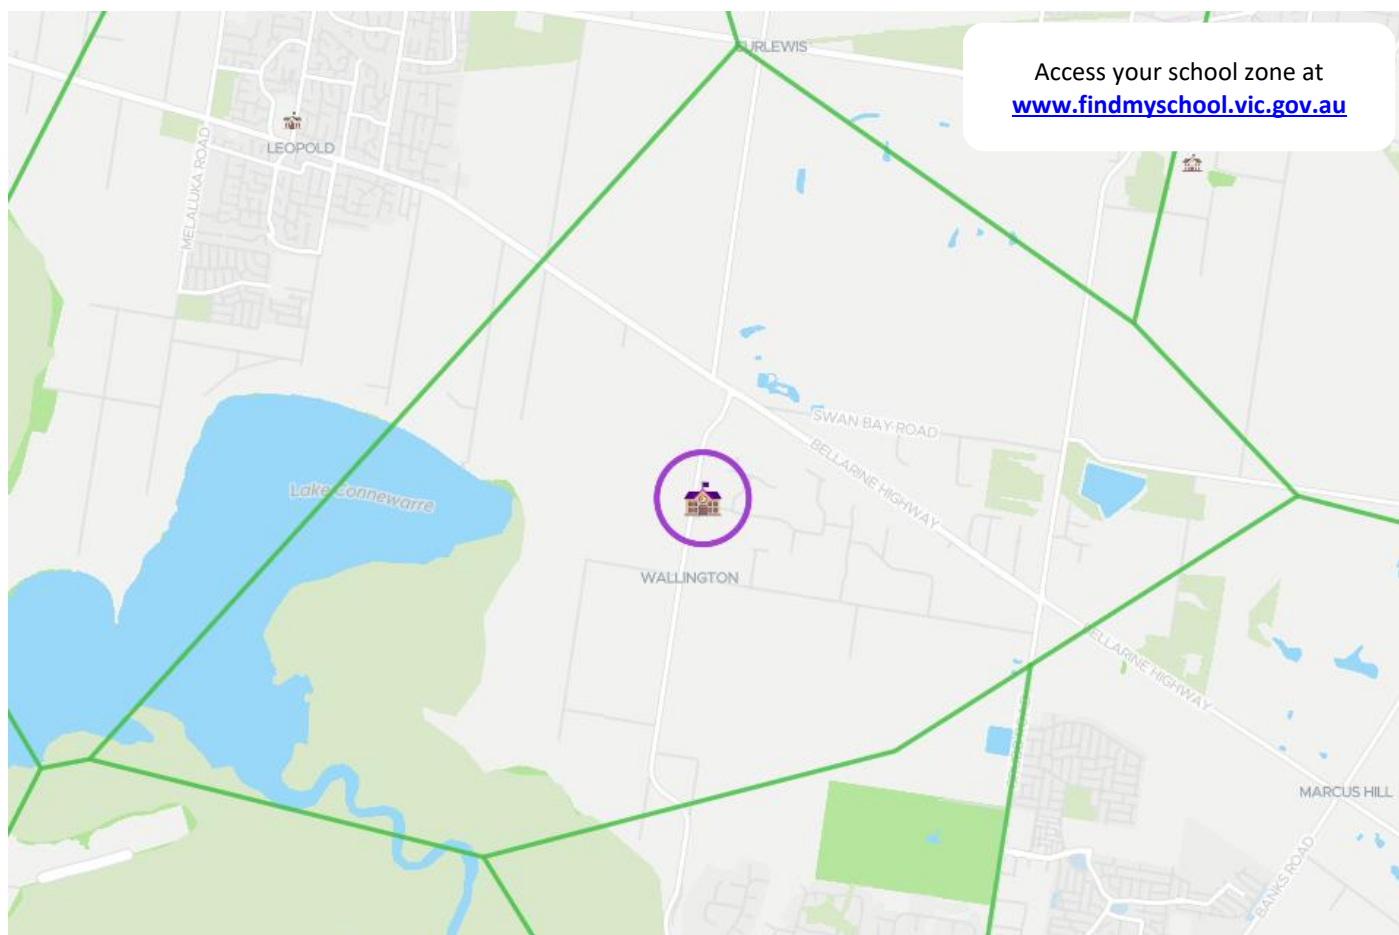 CURLEWIS
Access your school zone at
www.findmyschool.vic.gov.au
LEOPOLD
MELALUKA ROAD
SWAN BAY ROAD
BELLARINE HIGHWAY
Lake Connewarre
WALLINGTON
BELLARINE HIGHWAY
MARCUS HILL
BANKS ROAD